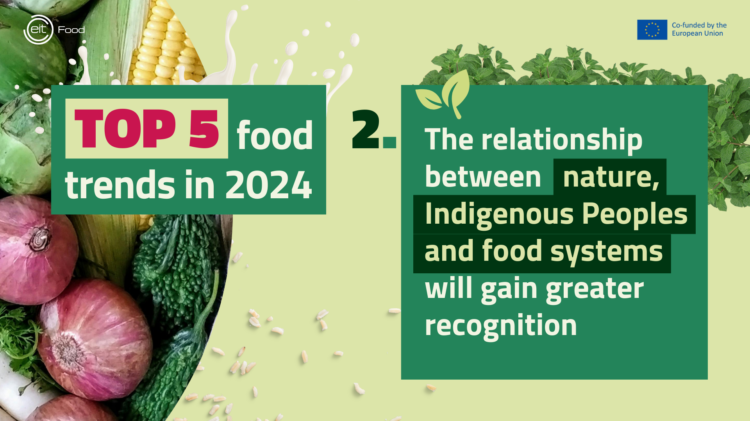 eit Food
Co-funded by the
European Union
TOP 5 food
trends in 2024
2.
The relationship
between nature,
Indigenous Peoples
and food systems
will gain greater
recognition